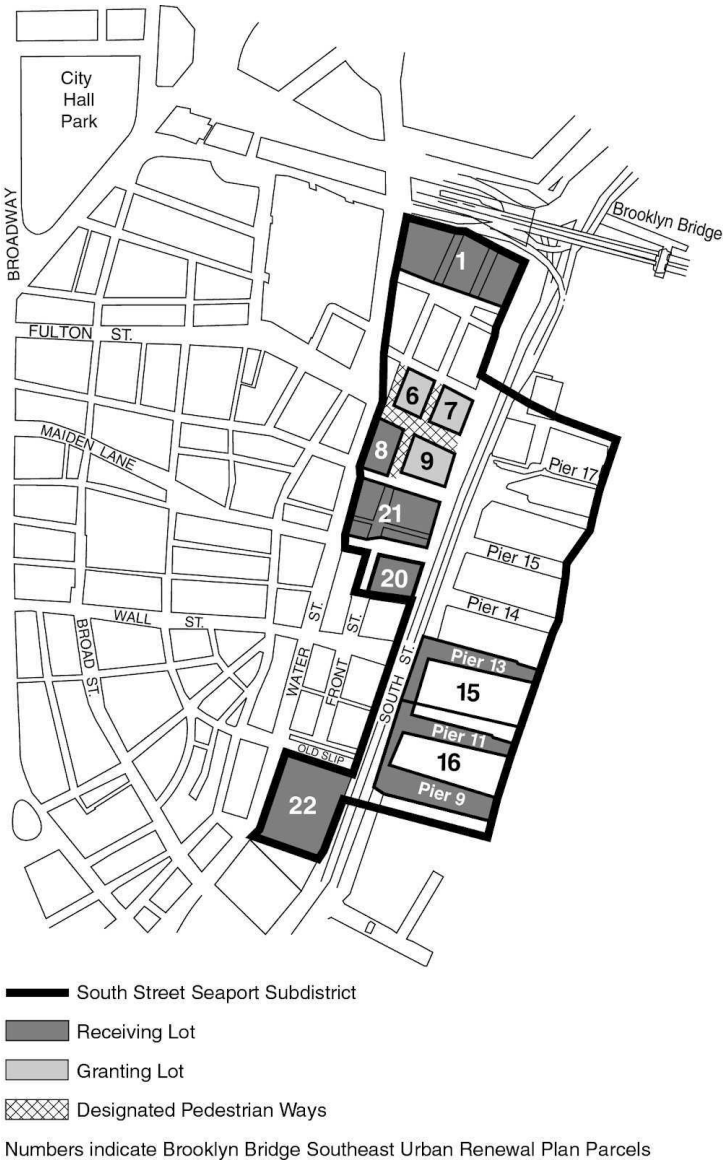 City
Hall
Park
BROADWAY
Brooklyn Bridge
1
FULTON ST.
6
7
MAIDEN LANE
8
9
Pier 17
21
Pier 15
20
Pier 14
WALL ST.
BROAD ST.
WATER ST.
FRONT ST.
SOUTH ST.
Pier 13
15
Pier 11
16
OLD SLIP
Pier 9
22
South Street Seaport Subdistrict
Receiving Lot
Granting Lot
Designated Pedestrian Ways
Numbers indicate Brooklyn Bridge Southeast Urban Renewal Plan Parcels